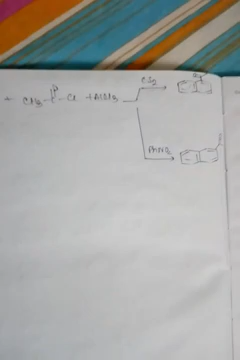 CS₂
+ CH₃ — C — Cl + AlCl₃
PhNO₂